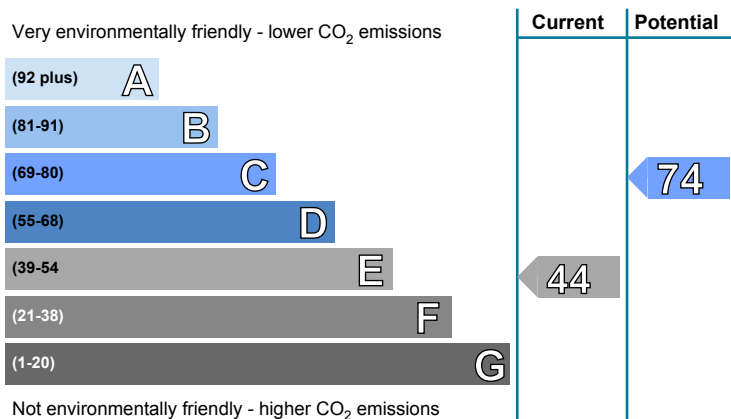 Very environmentally friendly - lower CO₂ emissions
Current Potential
(92 plus) A
(81-91) B
(69-80) C
74
(55-68) D
(39-54 E
44
(21-38) F
(1-20) G
Not environmentally friendly - higher CO₂ emissions